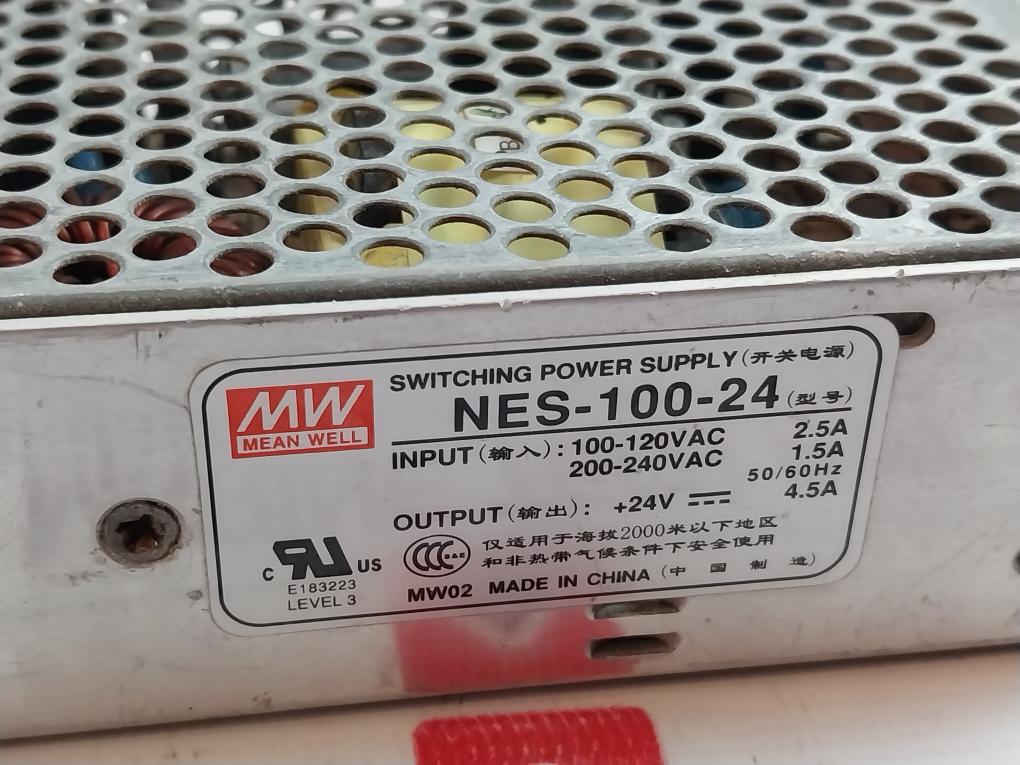 MW
MEAN WELL
SWITCHING POWER SUPPLY(开关电源)
NES-100-24 (型号)
INPUT(输入): 100-120VAC 2.5A
200-240VAC 1.5A
50/60Hz
OUTPUT(输出): +24V 4.5A
仅适用于海拔2000米以下地区
和非热带气候条件下安全使用
MW02 MADE IN CHINA (中国制造)
c RU US
E183223
LEVEL 3
CCC S&E
B